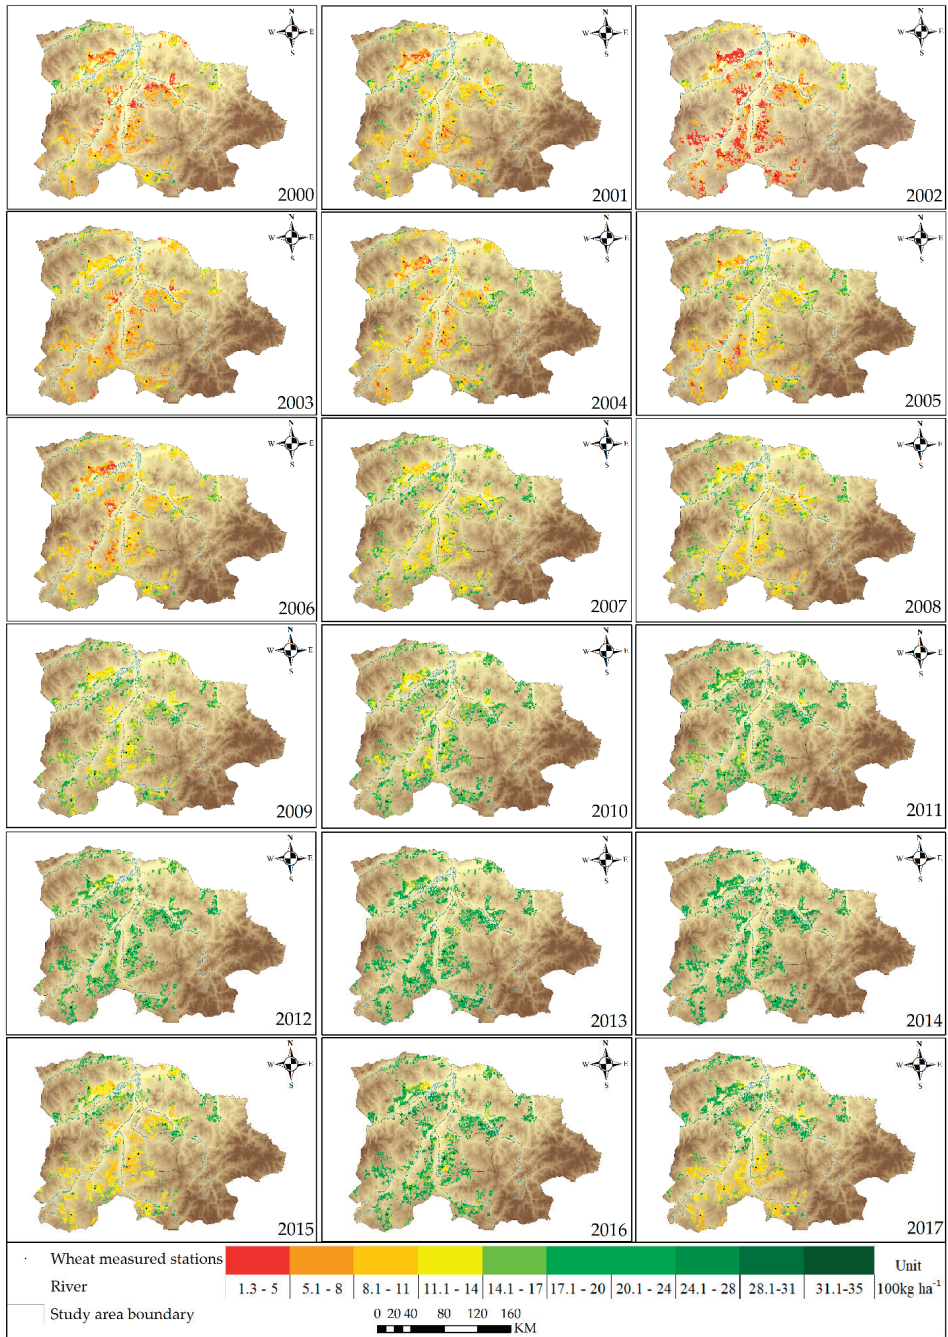 N N N
W E W E W E
S S S
2000 2001 2002
N N N
W E W E W E
S S S
2003 2004 2005
N N N
W E W E W E
S S S
2006 2007 2008
N N N
W E W E W E
S S S
2009 2010 2011
N N N
W E W E W E
S S S
2012 2013 2014
N N N
W E W E W E
S S S
2015 2016 2017
Wheat measured stations Unit
River 1.3 - 5 5.1 - 8 8.1 - 11 11.1 - 14 14.1 - 17 17.1 - 20 20.1 - 24 24.1 - 28 28.1-31 31.1-35 100kg ha⁻¹
Study area boundary 0 20 40 80 120 160
KM